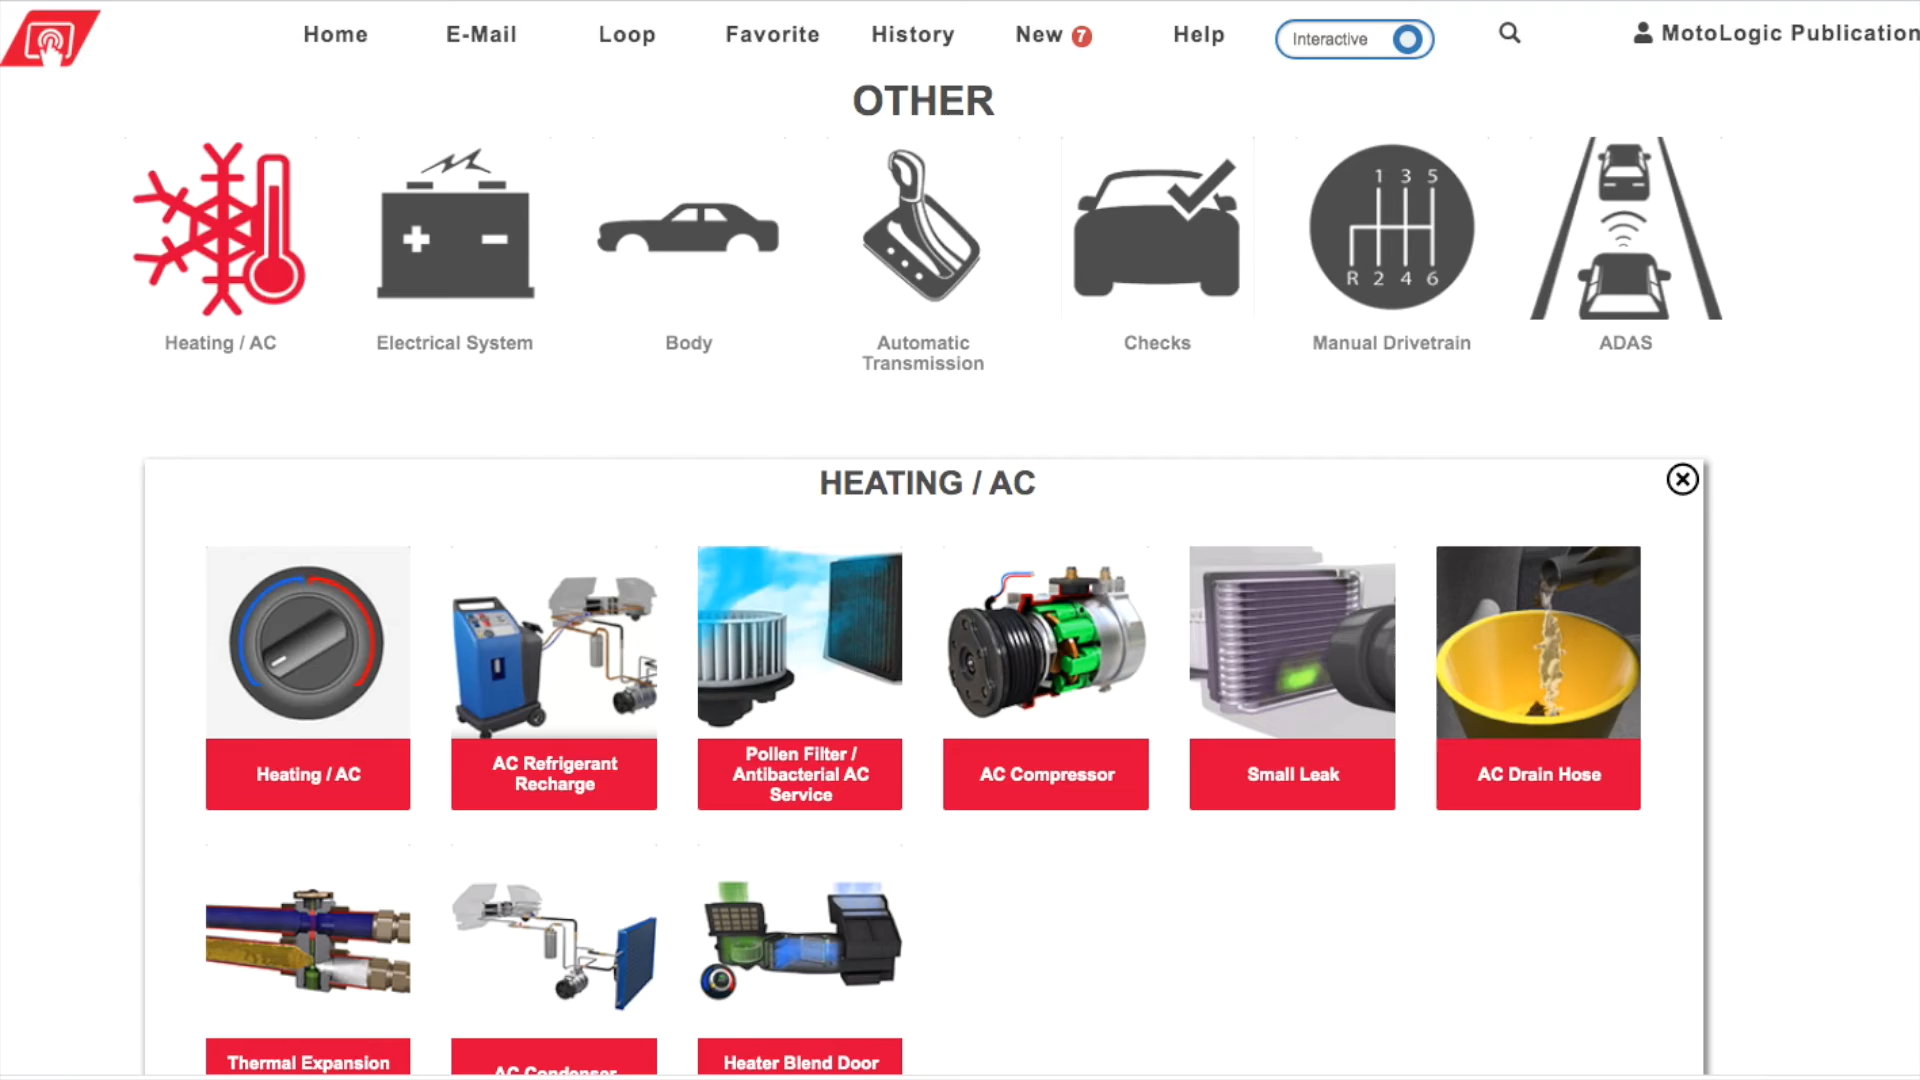 Home E-Mail Loop Favorite History New 7 Help Interactive MotoLogic Publication
OTHER
1 3 5
R 2 4 6
Heating / AC
Electrical System
Body
Automatic
Transmission
Checks
Manual Drivetrain
ADAS
HEATING / AC
Heating / AC
AC Refrigerant
Recharge
Pollen Filter /
Antibacterial AC
Service
AC Compressor
Small Leak
AC Drain Hose
Thermal Expansion
AC Condenser
Heater Blend Door